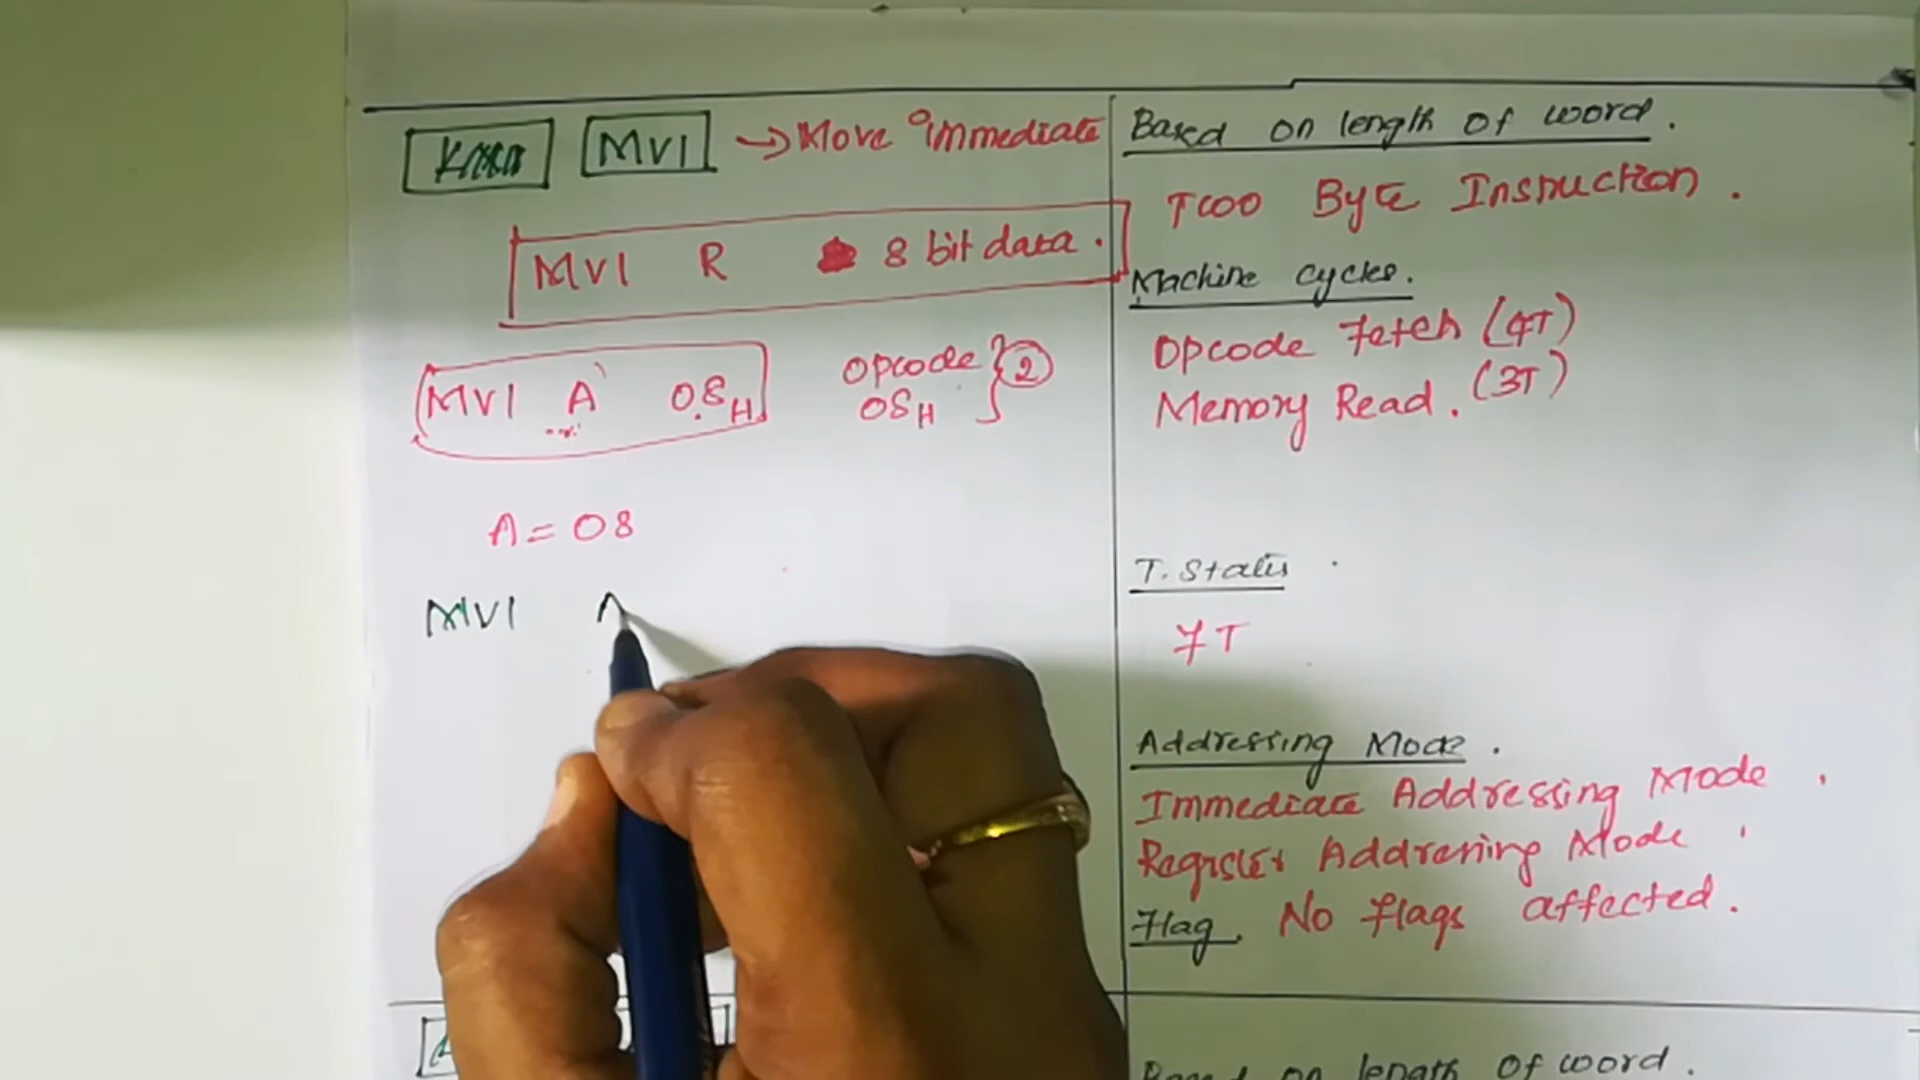 MVI → Move immediate
MVI R 8 bit data.
MVI A 08H
Opcode
08H } 2
A = 08
MVI
Based on length of word.
Two Byte Instruction.
Machine cycles.
Opcode Fetch (4T)
Memory Read. (3T)
T. States
7T
Addressing Mode.
Immediate Addressing Mode.
Register Addressing Mode
Flag. No flags affected.
Based on length of word.